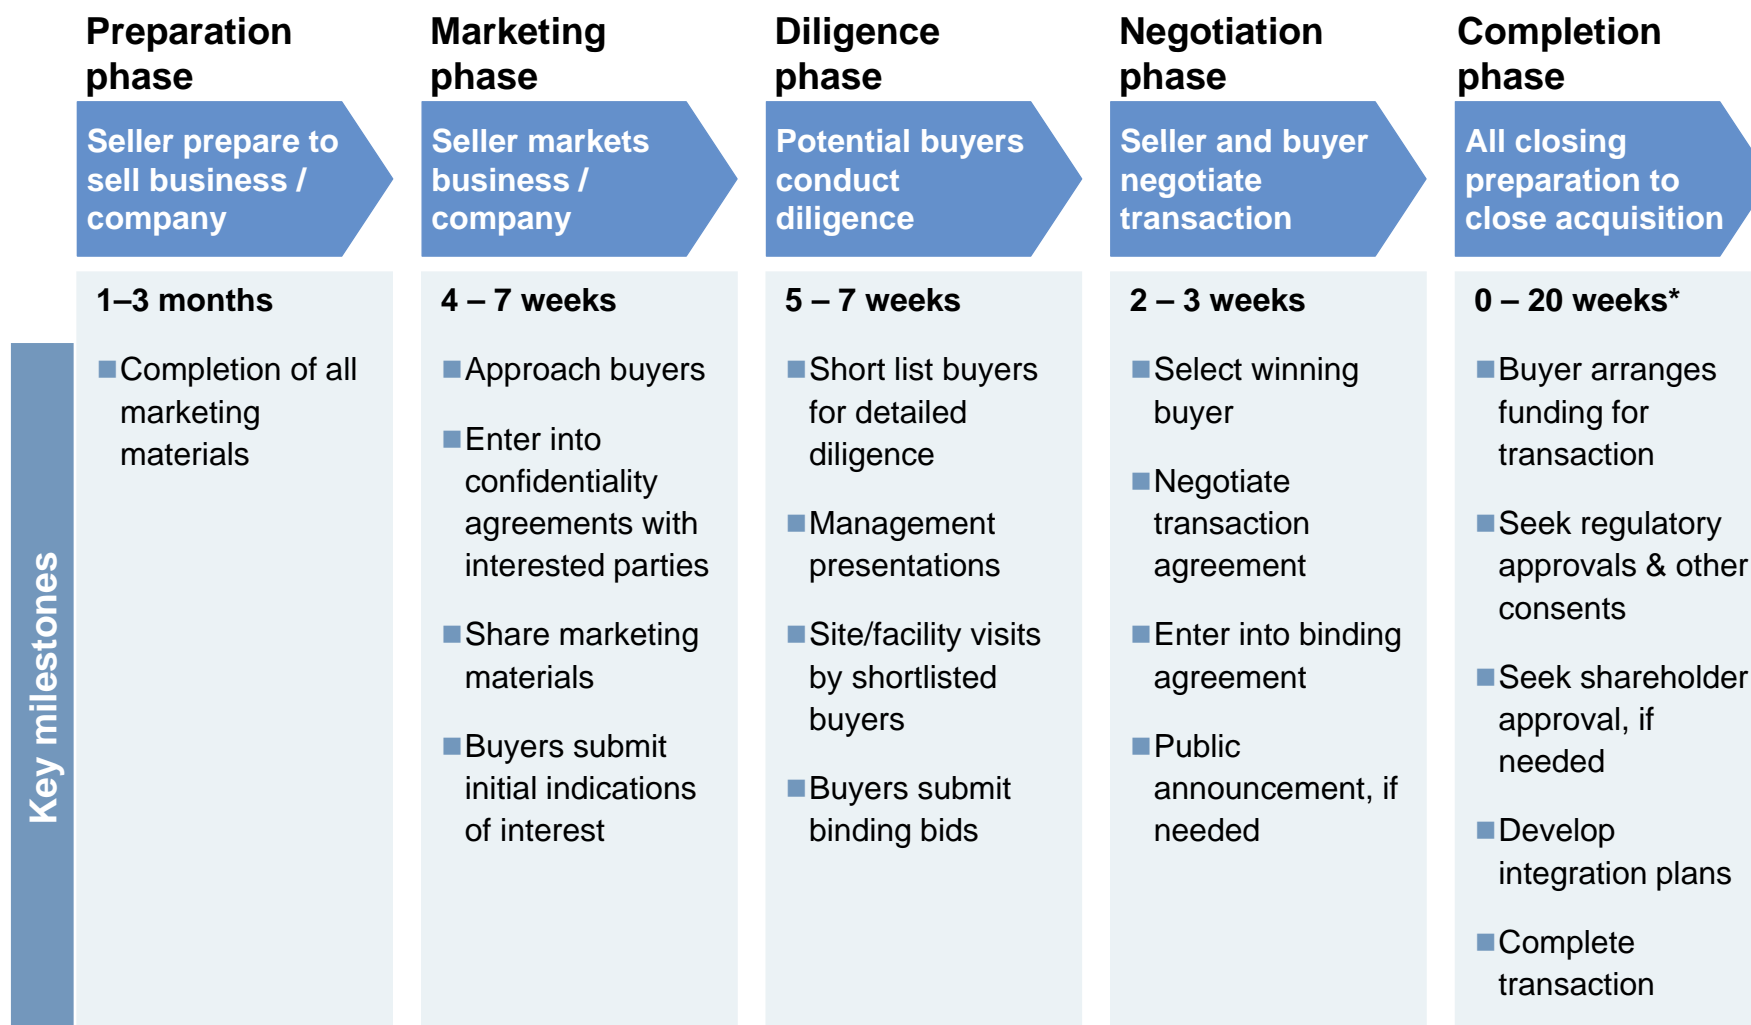 Preparation
phase
Seller prepare to
sell business /
company
1–3 months
Completion of all
marketing
materials
Marketing
phase
Seller markets
business /
company
4 – 7 weeks
Approach buyers
Enter into
confidentiality
agreements with
interested parties
Share marketing
materials
Buyers submit
initial indications
of interest
Diligence
phase
Potential buyers
conduct
diligence
5 – 7 weeks
Short list buyers
for detailed
diligence
Management
presentations
Site/facility visits
by shortlisted
buyers
Buyers submit
binding bids
Negotiation
phase
Seller and buyer
negotiate
transaction
2 – 3 weeks
Select winning
buyer
Negotiate
transaction
agreement
Enter into binding
agreement
Public
announcement, if
needed
Completion
phase
All closing
preparation to
close acquisition
0 – 20 weeks*
Buyer arranges
funding for
transaction
Seek regulatory
approvals & other
consents
Seek shareholder
approval, if
needed
Develop
integration plans
Complete
transaction
Key milestones